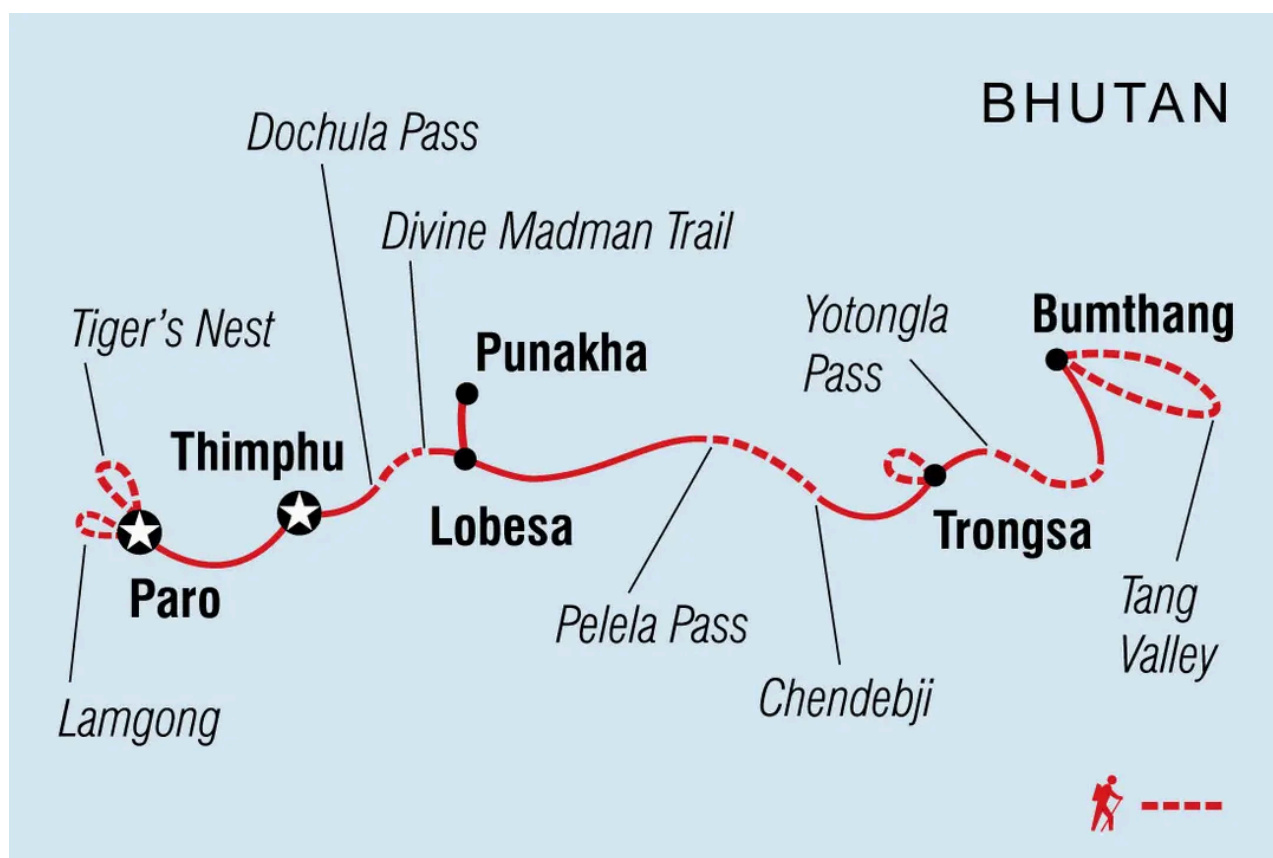 BHUTAN
Dochula Pass
Divine Madman Trail
Tiger's Nest
Yotongla
Pass
Bumthang
Punakha
Thimphu
Lobesa
Trongsa
Paro
Pelela Pass
Tang
Valley
Chendebji
Lamgong